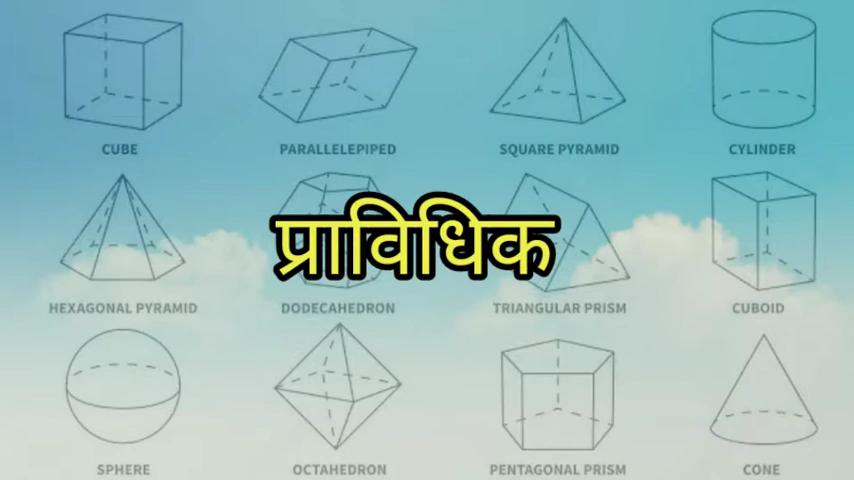 CUBE PARALLELEPIPED SQUARE PYRAMID CYLINDER
प्राविधिक
HEXAGONAL PYRAMID DODECAHEDRON TRIANGULAR PRISM CUBOID
SPHERE OCTAHEDRON PENTAGONAL PRISM CONE